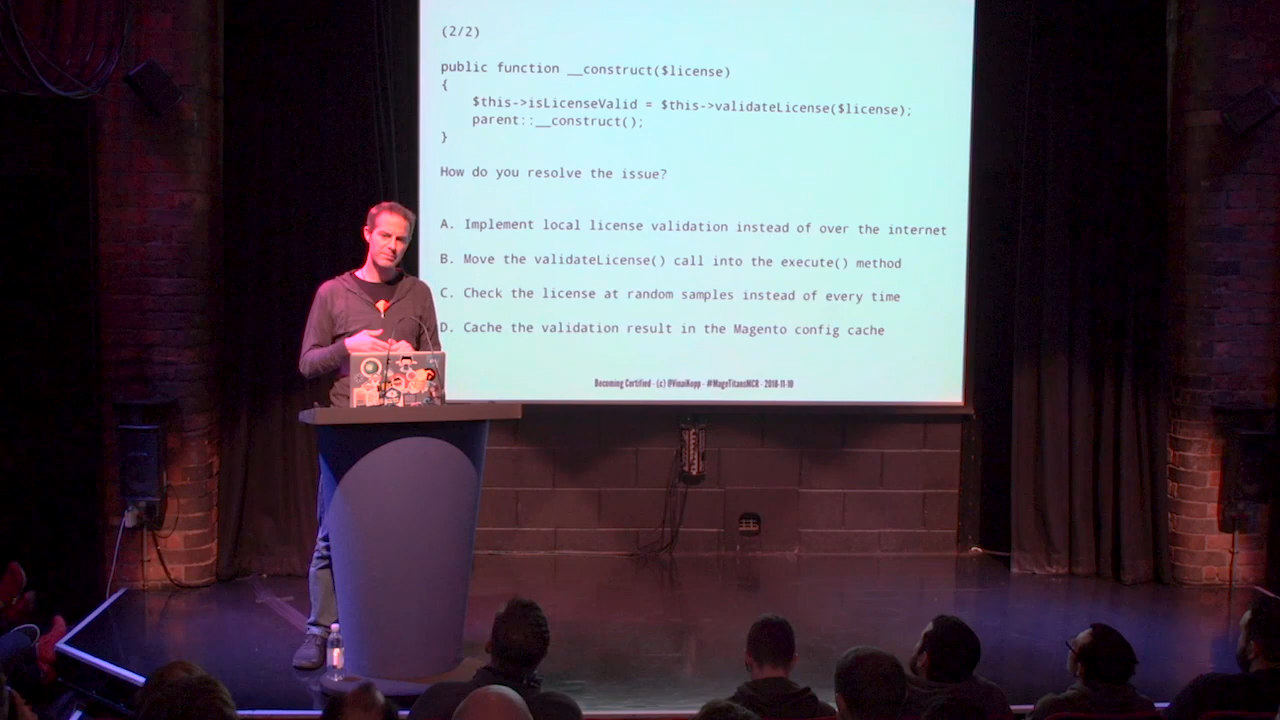 (2/2)
public function __construct($license)
{
$this->isLicenseValid = $this->validateLicense($license);
parent::__construct();
}
How do you resolve the issue?
A. Implement local license validation instead of over the internet
B. Move the validateLicense() call into the execute() method
C. Check the license at random samples instead of every time
D. Cache the validation result in the Magento config cache
Becoming Certified - (c) @VinaiKopp - #MageTitansMCR - 2018-11-10